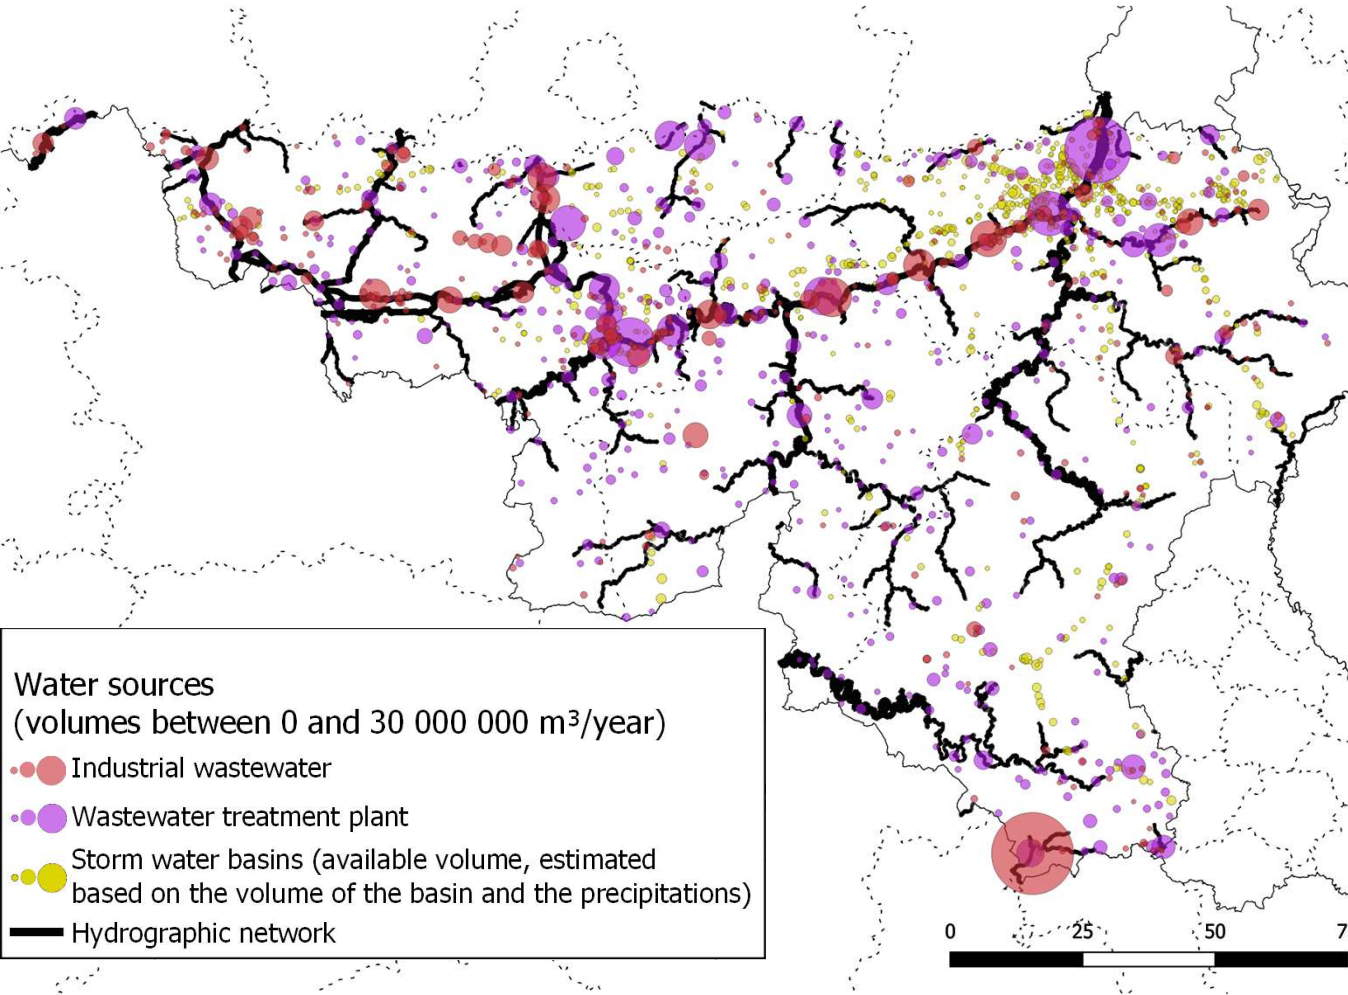 Water sources
(volumes between 0 and 30 000 000 m³/year)
Industrial wastewater
Wastewater treatment plant
Storm water basins (available volume, estimated
based on the volume of the basin and the precipitations)
Hydrographic network
0 25 50 7